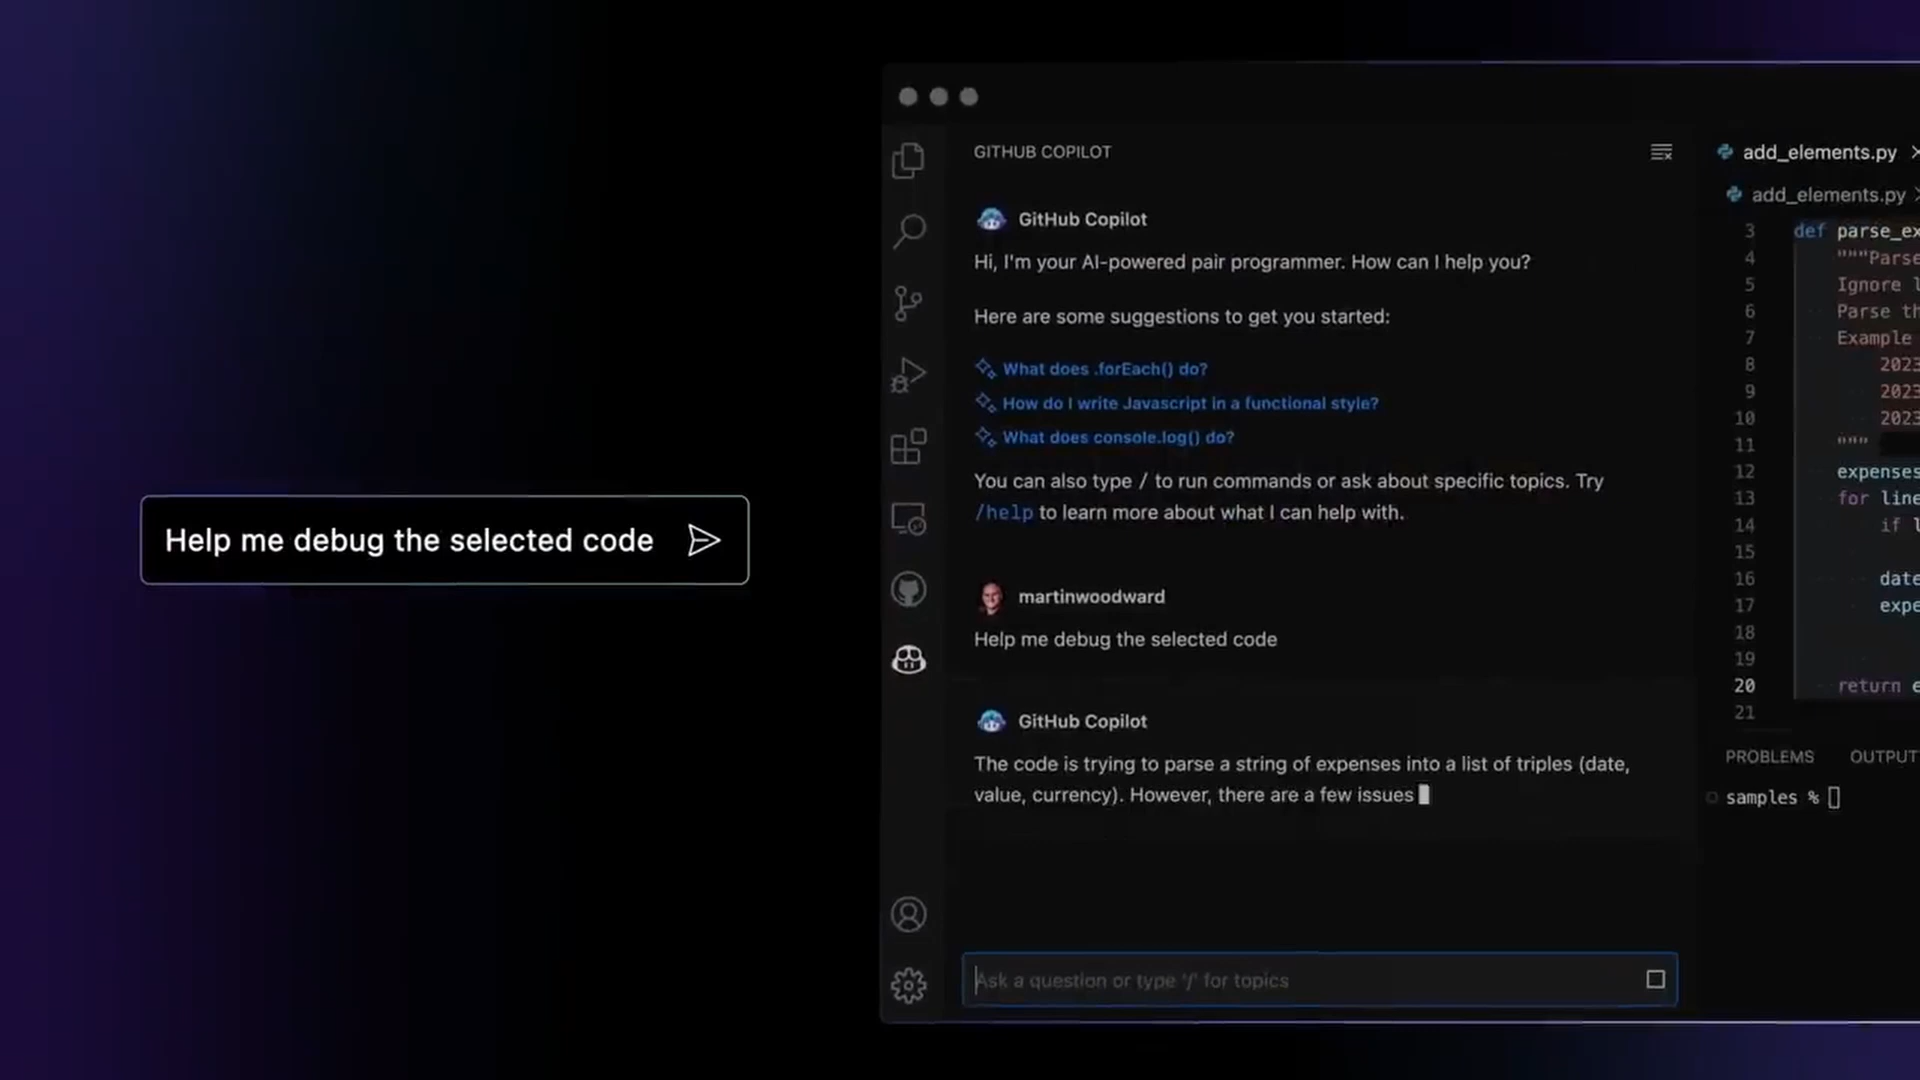 Help me debug the selected code
GITHUB COPILOT
GitHub Copilot
Hi, I'm your AI-powered pair programmer. How can I help you?
Here are some suggestions to get you started:
What does .forEach() do?
How do I write Javascript in a functional style?
What does console.log() do?
You can also type / to run commands or ask about specific topics. Try
/help to learn more about what I can help with.
martinwoodward
Help me debug the selected code
GitHub Copilot
The code is trying to parse a string of expenses into a list of triples (date,
value, currency). However, there are a few issues
Ask a question or type '/' for topics
add_elements.py
add_elements.py
3 def parse_ex
4 """Parse
5 Ignore l
6 Parse th
7 Example
8 2023
9 2023
10 2023
11 """
12 expenses
13 for line
14 if l
15
16 date
17 expe
18
19
20 return e
21
PROBLEMS OUTPUT
samples %